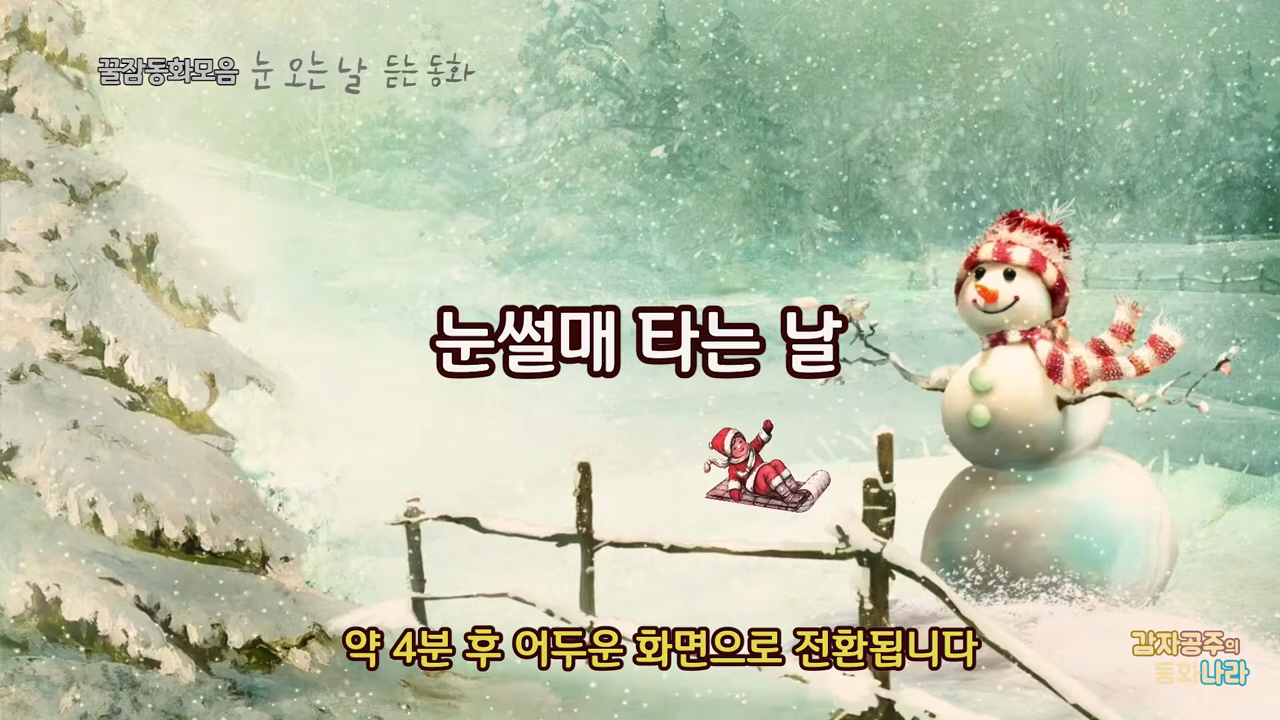 꿀잠동화모음 눈 오는 날 듣는 동화
눈썰매 타는 날
약 4분 후 어두운 화면으로 전환됩니다
감자공주의
동화나라